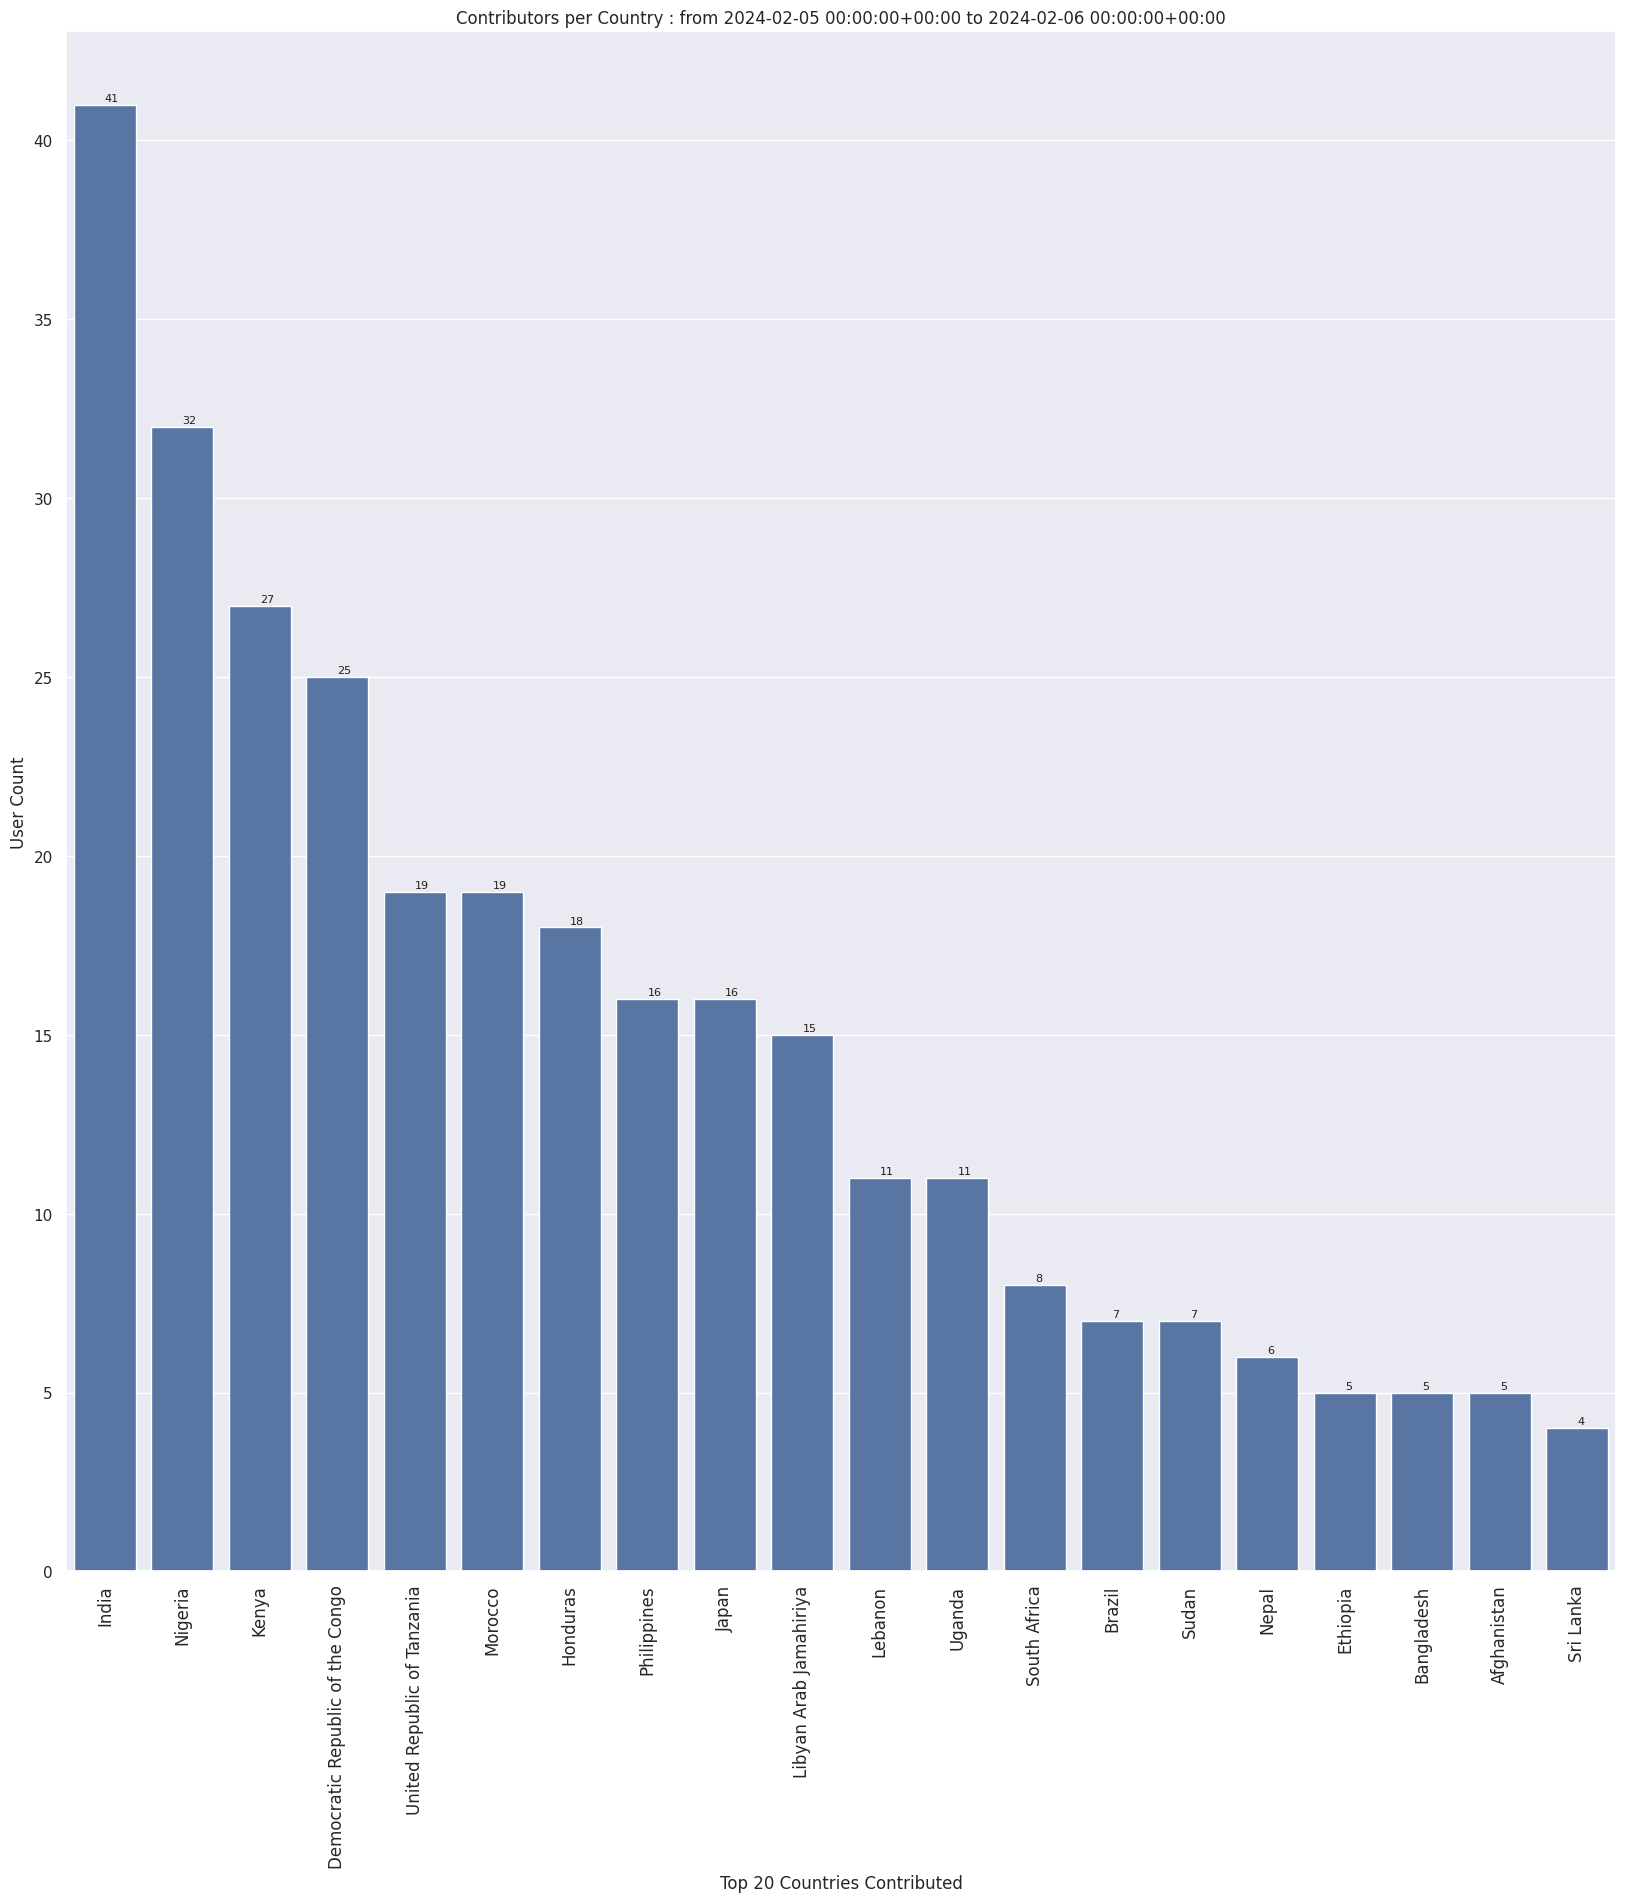 Contributors per Country : from 2024-02-05 00:00:00+00:00 to 2024-02-06 00:00:00+00:00
User Count
40
35
30
25
20
15
10
5
0
41
32
27
25
19
19
18
16
16
15
11
11
8
7
7
6
5
5
5
4
India
Nigeria
Kenya
Democratic Republic of the Congo
United Republic of Tanzania
Morocco
Honduras
Philippines
Japan
Libyan Arab Jamahiriya
Lebanon
Uganda
South Africa
Brazil
Sudan
Nepal
Ethiopia
Bangladesh
Afghanistan
Sri Lanka
Top 20 Countries Contributed